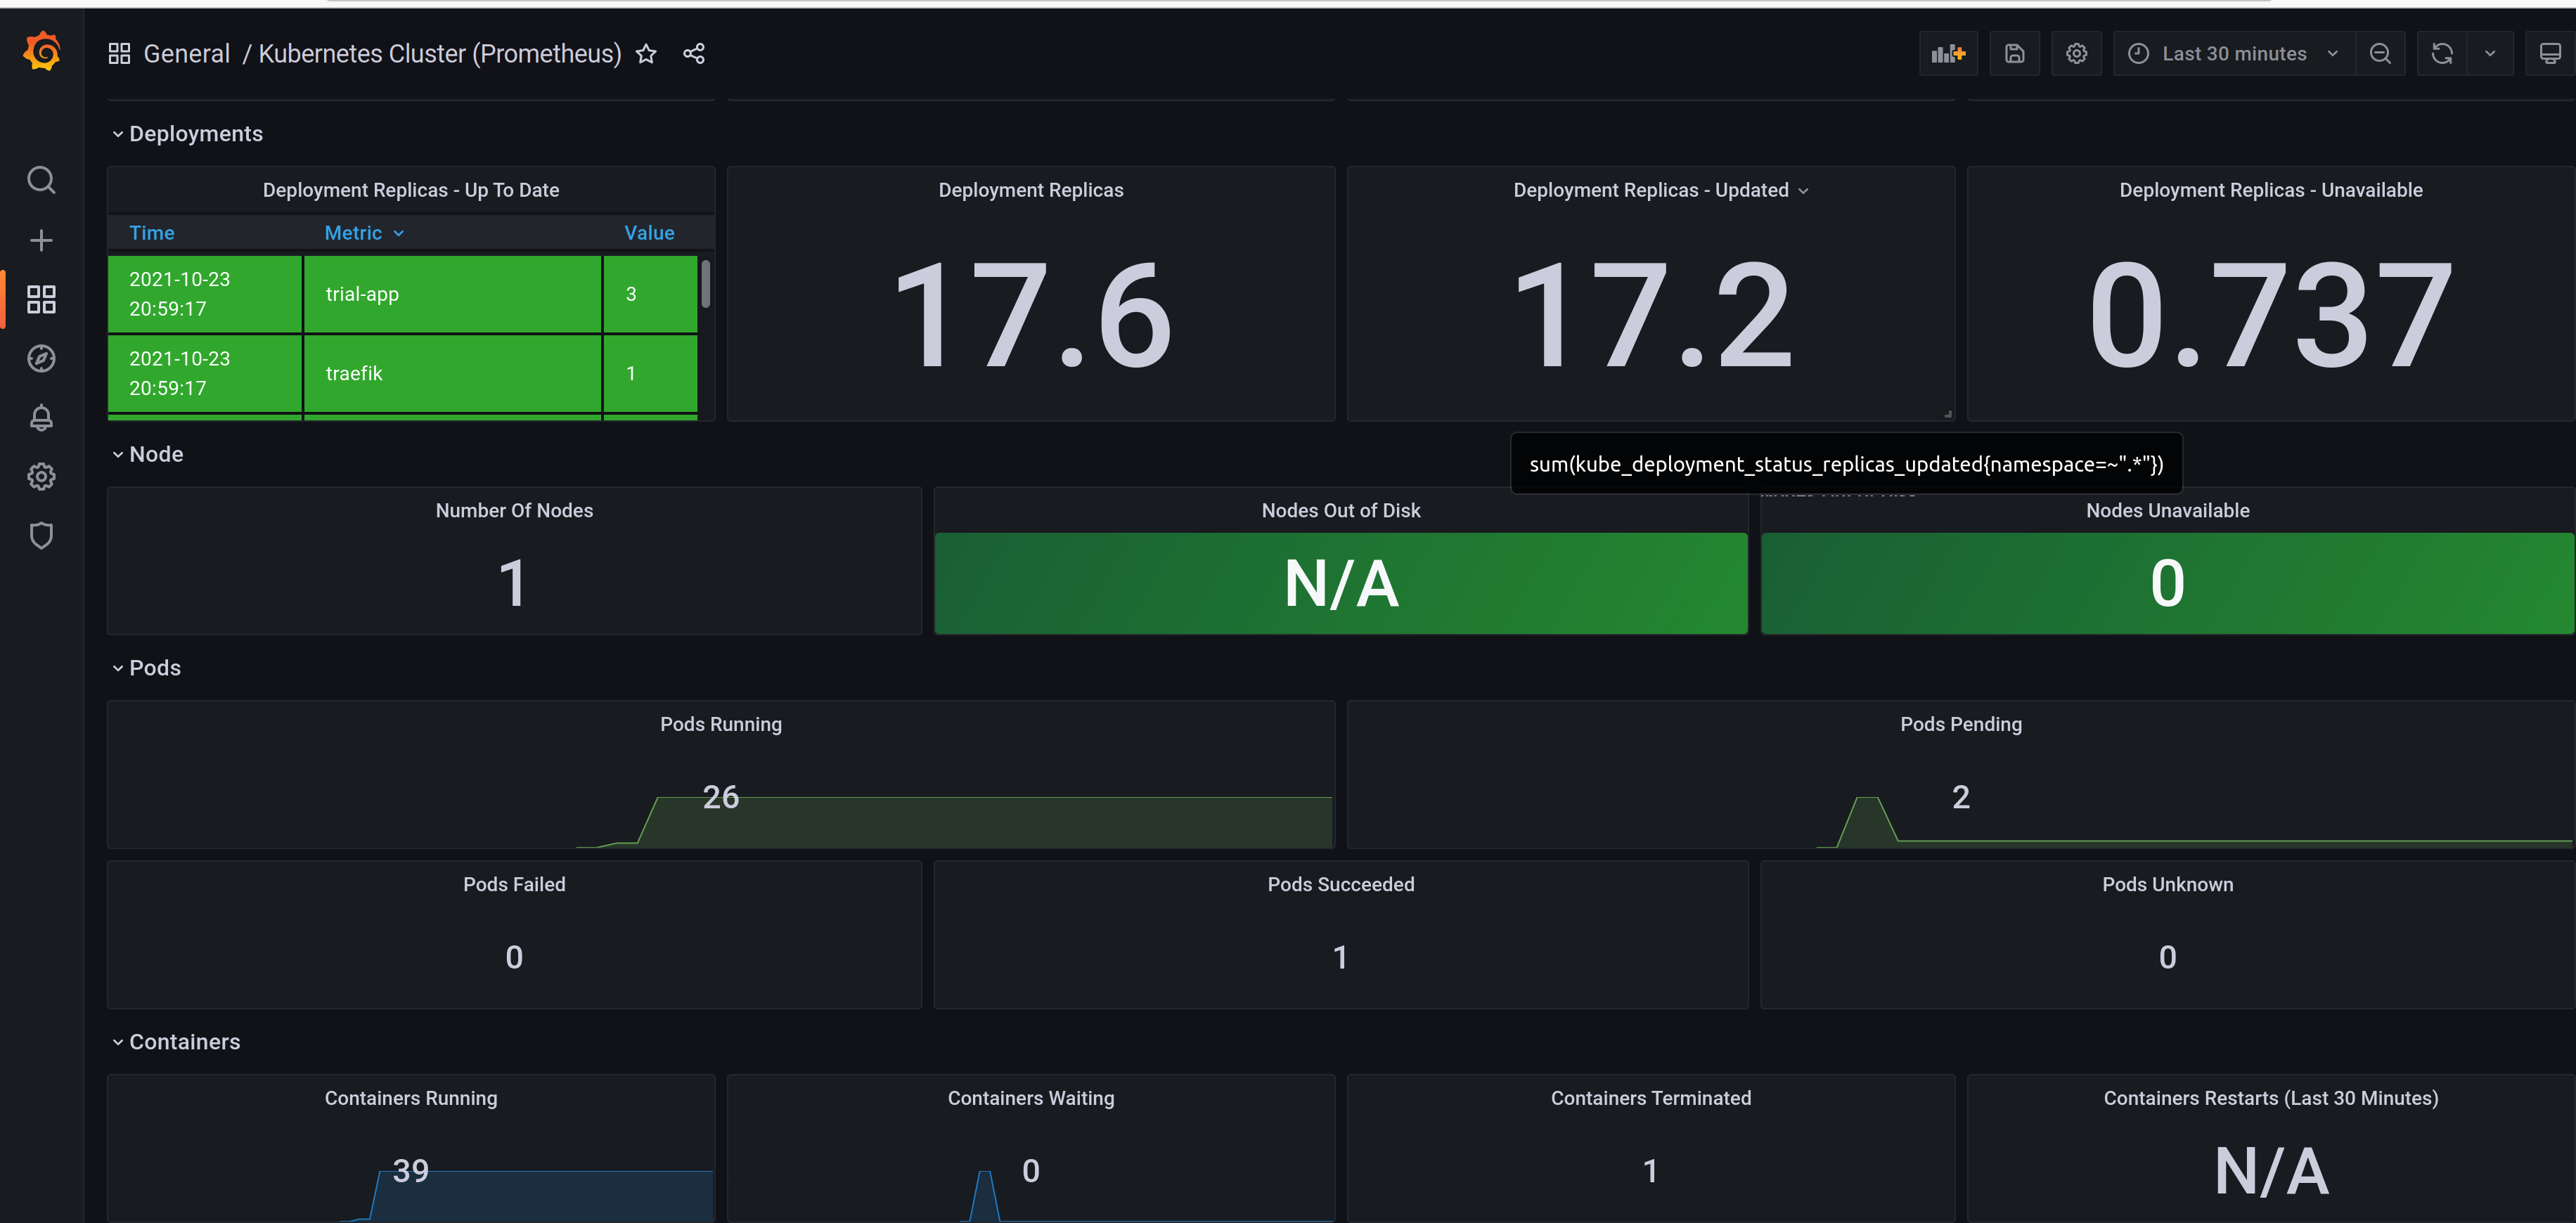 General / Kubernetes Cluster (Prometheus)
Last 30 minutes
Deployments
Deployment Replicas - Up To Date
Time Metric Value
2021-10-23 20:59:17 trial-app 3
2021-10-23 20:59:17 traefik 1
Deployment Replicas
17.6
Deployment Replicas - Updated
17.2
Deployment Replicas - Unavailable
0.737
sum(kube_deployment_status_replicas_updated{namespace=~".*"})
Node
Number Of Nodes
1
Nodes Out of Disk
N/A
Nodes Unavailable
0
Pods
Pods Running
26
Pods Pending
2
Pods Failed
0
Pods Succeeded
1
Pods Unknown
0
Containers
Containers Running
39
Containers Waiting
0
Containers Terminated
1
Containers Restarts (Last 30 Minutes)
N/A